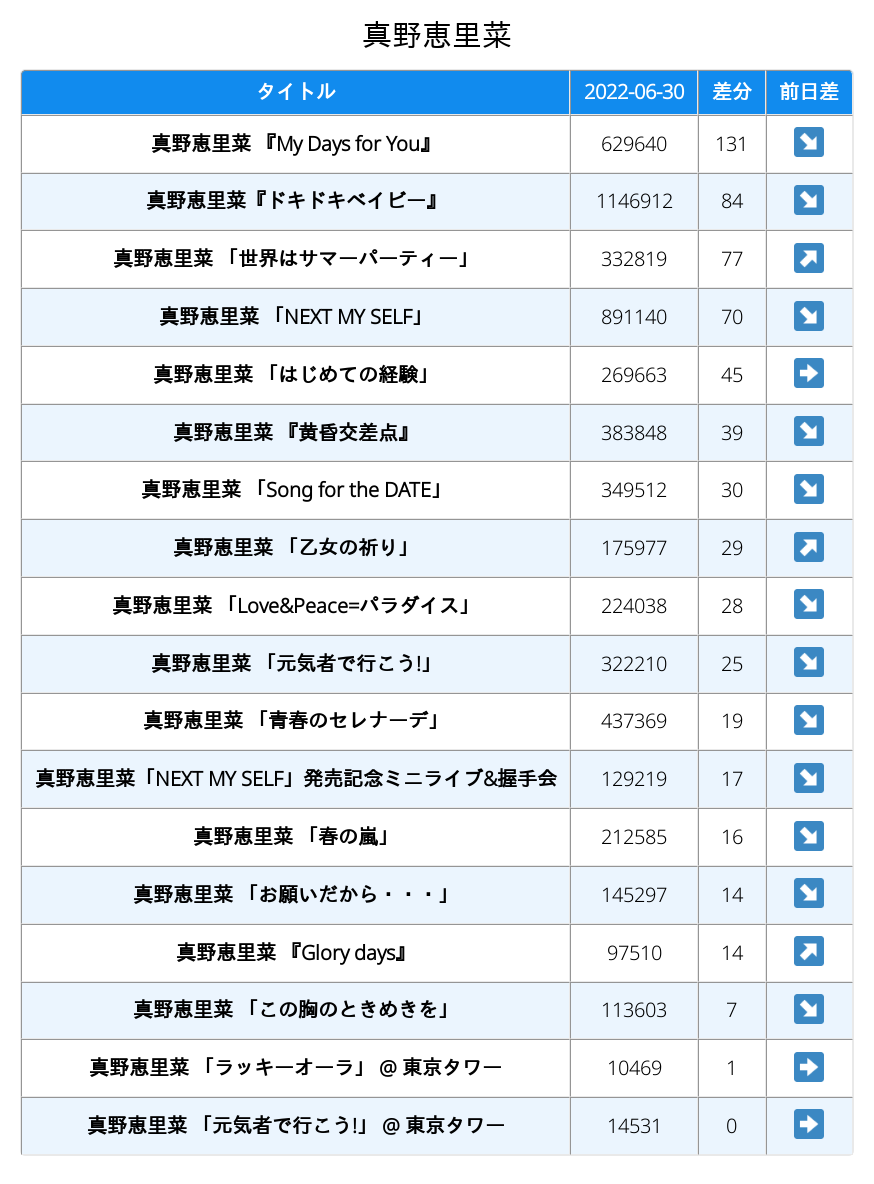 真野恵里菜
タイトル 2022-06-30 差分 前日差
真野恵里菜 『My Days for You』 629640 131 ↘
真野恵里菜『ドキドキベイビー』 1146912 84 ↘
真野恵里菜 「世界はサマーパーティー」 332819 77 ↗
真野恵里菜 「NEXT MY SELF」 891140 70 ↘
真野恵里菜 「はじめての経験」 269663 45 ➡
真野恵里菜 『黄昏交差点』 383848 39 ↘
真野恵里菜 「Song for the DATE」 349512 30 ↘
真野恵里菜 「乙女の祈り」 175977 29 ↗
真野恵里菜 「Love&Peace=パラダイス」 224038 28 ↘
真野恵里菜 「元気者で行こう!」 322210 25 ↘
真野恵里菜 「青春のセレナーデ」 437369 19 ↘
真野恵里菜「NEXT MY SELF」発売記念ミニライブ&握手会 129219 17 ↘
真野恵里菜 「春の嵐」 212585 16 ↘
真野恵里菜 「お願いだから・・・」 145297 14 ↘
真野恵里菜 『Glory days』 97510 14 ↗
真野恵里菜 「この胸のときめきを」 113603 7 ↘
真野恵里菜 「ラッキーオーラ」 @ 東京タワー 10469 1 ➡
真野恵里菜 「元気者で行こう!」 @ 東京タワー 14531 0 ➡